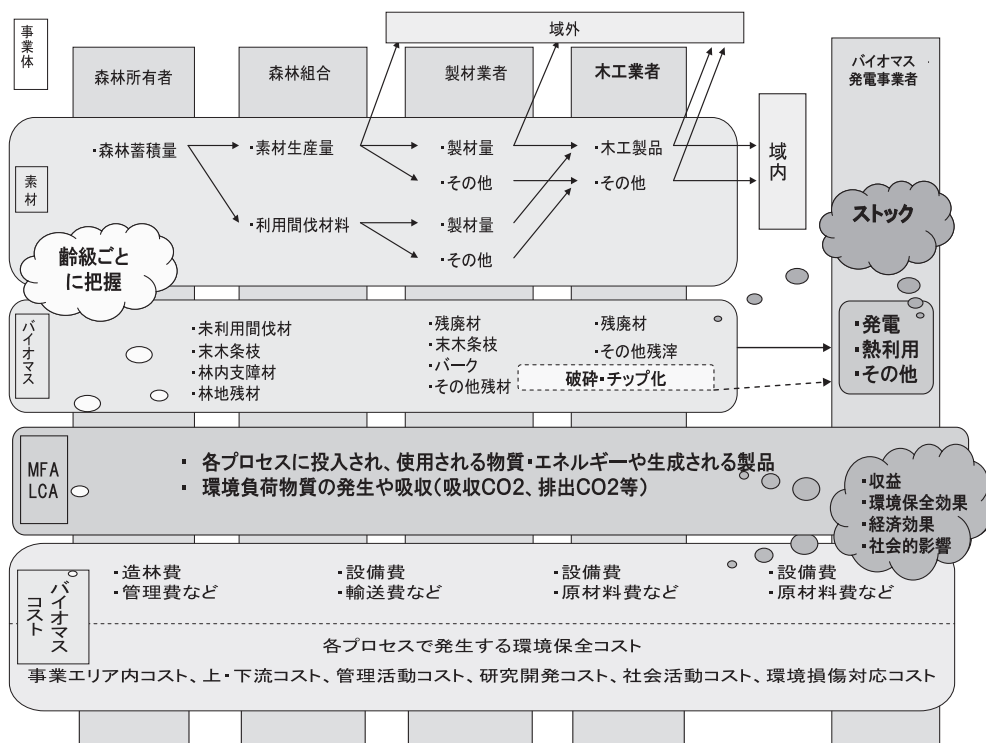 事業体
域外
森林所有者
森林組合
製材業者
木工業者
バイオマス
発電事業者
素材
・森林蓄積量
・素材生産量
・製材量
・木工製品
・その他
・その他
・利用間伐材料
・製材量
・その他
域内
ストック
齢級ごと
に把握
バイオマス
・未利用間伐材
・末木条枝
・林内支障材
・林地残材
・残廃材
・末木条枝
・バーク
・その他残材
・残廃材
・その他残滓
破砕・チップ化
・発電
・熱利用
・その他
MFA
LCA
・ 各プロセスに投入され、使用される物質・エネルギーや生成される製品
・ 環境負荷物質の発生や吸収(吸収CO2、排出CO2等)
・収益
・環境保全効果
・経済効果
・社会的影響
バイオマス
コスト
・造林費
・管理費など
・設備費
・輸送費など
・設備費
・原材料費など
・設備費
・原材料費など
各プロセスで発生する環境保全コスト
事業エリア内コスト、上・下流コスト、管理活動コスト、研究開発コスト、社会活動コスト、環境損傷対応コスト